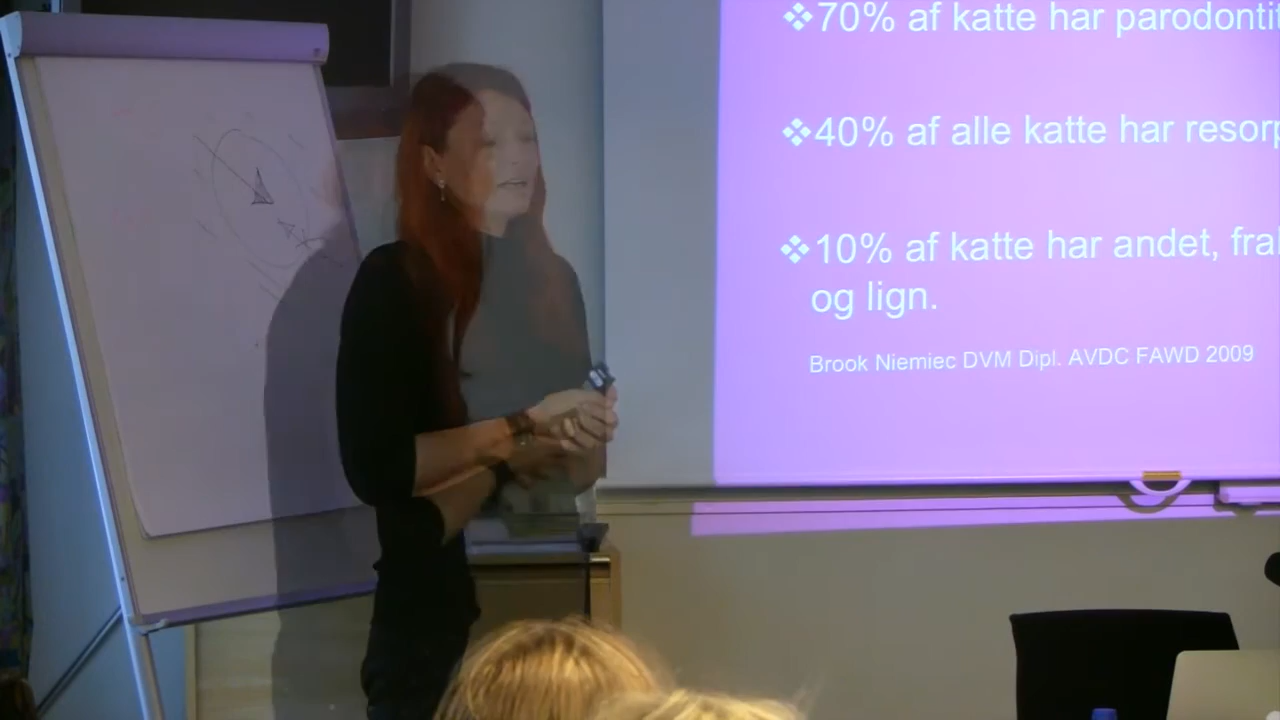 ❖70% af katte har parodonti
❖40% af alle katte har resor
❖10% af katte har andet, fra
og lign.
Brook Niemiec DVM Dipl. AVDC FAWD 2009